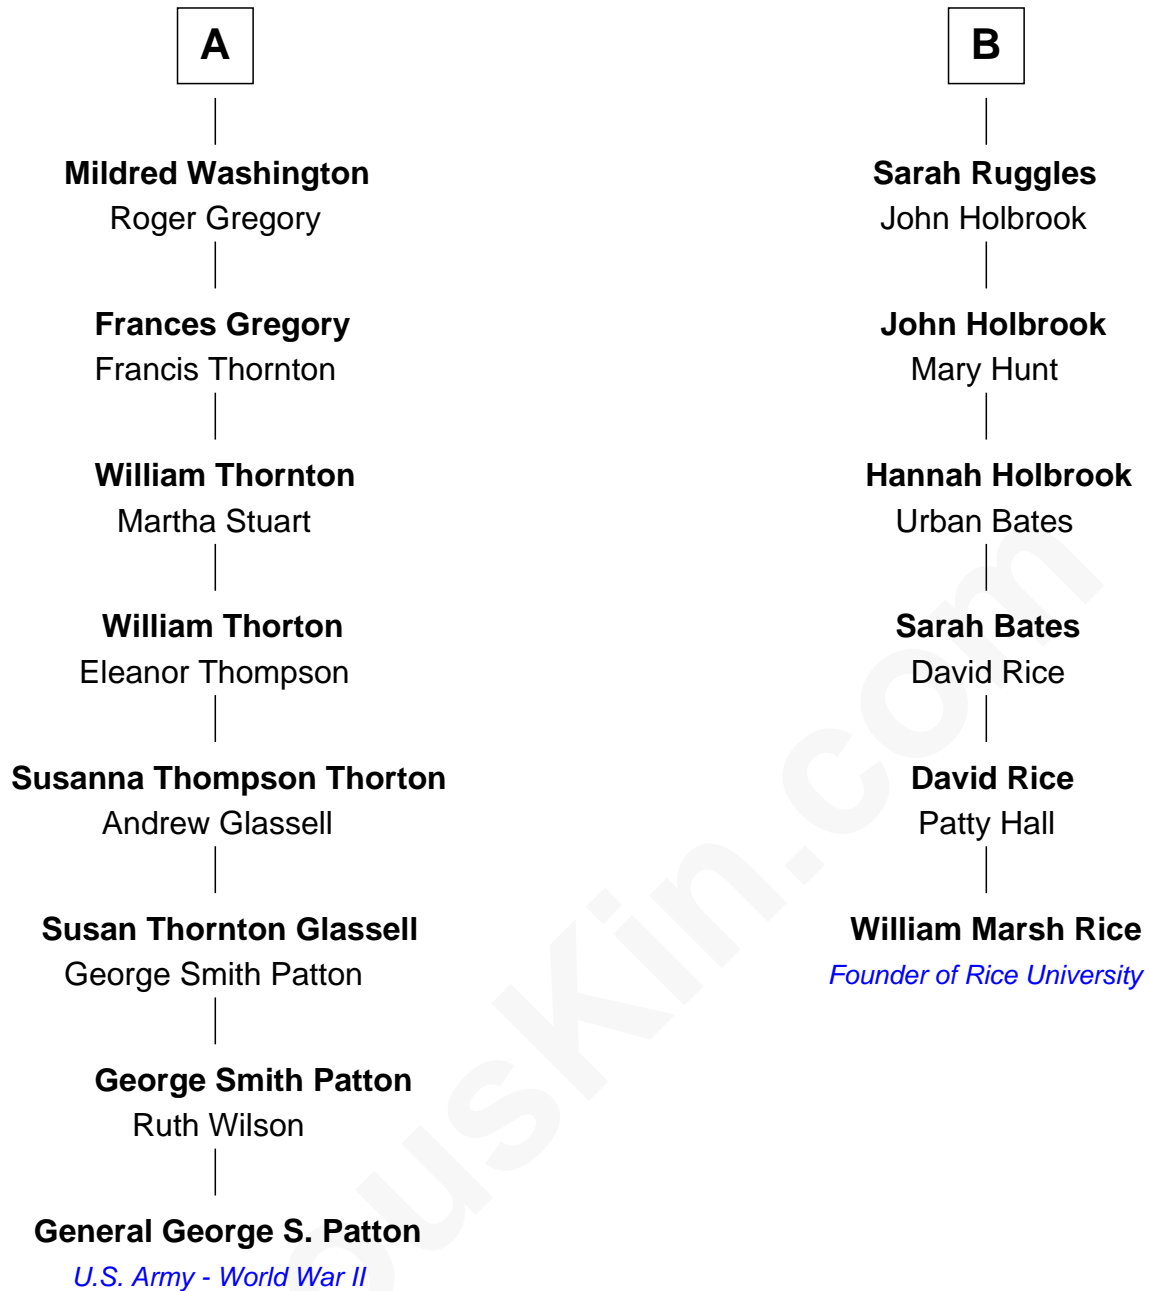 A
Mildred Washington
Roger Gregory
Frances Gregory
Francis Thornton
William Thornton
Martha Stuart
William Thorton
Eleanor Thompson
Susanna Thompson Thorton
Andrew Glassell
Susan Thornton Glassell
George Smith Patton
George Smith Patton
Ruth Wilson
General George S. Patton
U.S. Army - World War II
B
Sarah Ruggles
John Holbrook
John Holbrook
Mary Hunt
Hannah Holbrook
Urban Bates
Sarah Bates
David Rice
David Rice
Patty Hall
William Marsh Rice
Founder of Rice University
ousKin.com